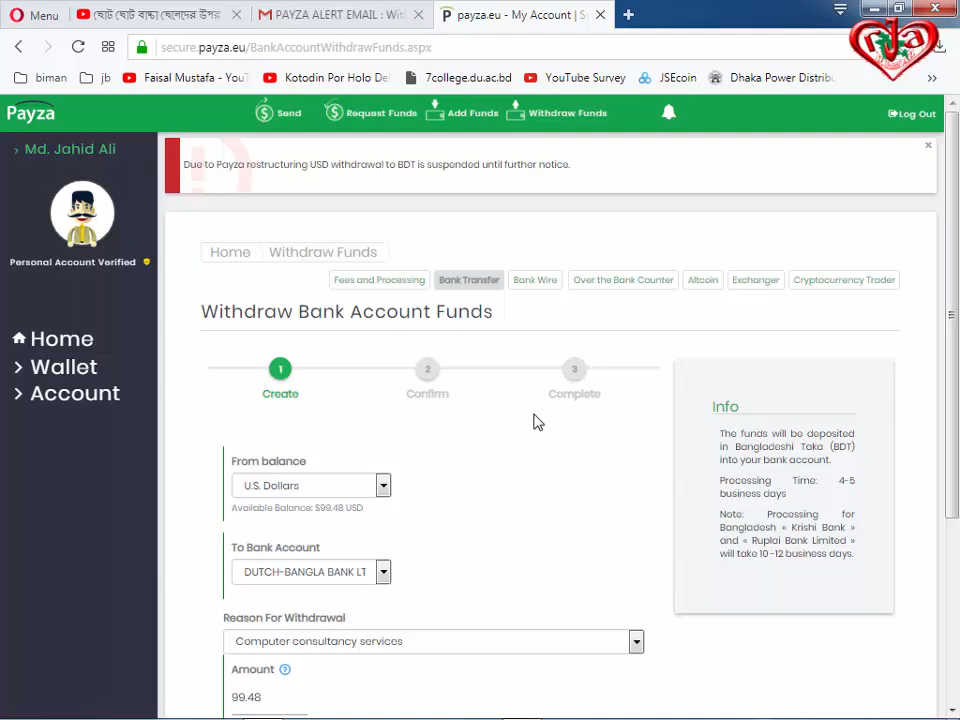 Menu
ছোট ছোট বাচ্চা ছেলেদের উপর
PAYZA ALERT EMAIL : Wit
payza.eu - My Account | S
secure.payza.eu/BankAccountWithdrawFunds.aspx
biman
jb
Faisal Mustafa - You
Kotodin Por Holo De
7college.du.ac.bd
YouTube Survey
JSEcoin
Dhaka Power Distribu
rja
Payza
Send
Request Funds
Add Funds
Withdraw Funds
Log Out
Md. Jahid Ali
Personal Account Verified
Home
Wallet
Account
Due to Payza restructuring USD withdrawal to BDT is suspended until further notice.
Home
Withdraw Funds
Fees and Processing
Bank Transfer
Bank Wire
Over the Bank Counter
Altcoin
Exchanger
Cryptocurrency Trader
Withdraw Bank Account Funds
1
2
3
Create
Confirm
Complete
From balance
U.S. Dollars
Available Balance: $99.48 USD
To Bank Account
DUTCH-BANGLA BANK LT
Reason For Withdrawal
Computer consultancy services
Amount
99.48
Info
The funds will be deposited
in Bangladeshi Taka (BDT)
into your bank account.
Processing Time: 4-5
business days
Note: Processing for
Bangladesh « Krishi Bank »
and « Ruplai Bank Limited »
will take 10 -12 business days.